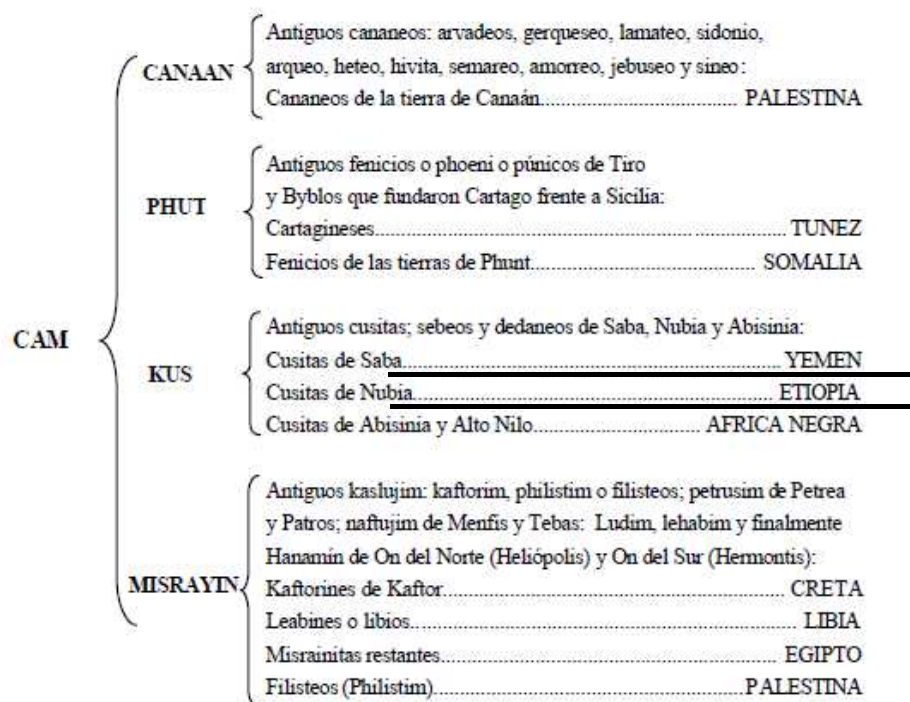 CAM
CANAAN
Antiguos cananeos: arvadeos, gerqueseo, lamateo, sidonio,
arqueo, heteo, hivita, semareo, amorreo, jebuseo y sineo:
Cananeos de la tierra de Canaán..................................... PALESTINA
PHUT
Antiguos fenicios o phoeni o púnicos de Tiro
y Byblos que fundaron Cartago frente a Sicilia:
Cartagineses............................................................................ TUNEZ
Fenicios de las tierras de Phunt.......................................... SOMALIA
KUS
Antiguos cusitas; sebeos y dedaneos de Saba, Nubia y Abisinia:
Cusitas de Saba...................................................................... YEMEN
Cusitas de Nubia................................................................... ETIOPIA
Cusitas de Abisinia y Alto Nilo............................... AFRICA NEGRA
MISRAYIN
Antiguos kaslujim: kaftorim, philistim o filisteos; petrusim de Petrea
y Patros; naftujim de Menfis y Tebas: Ludim, lehabim y finalmente
Hanamín de On del Norte (Heliópolis) y On del Sur (Hermontis):
Kaftorines de Kaftor............................................................... CRETA
Leabines o libios........................................................................ LIBIA
Misrainitas restantes.............................................................. EGIPTO
Filisteos (Philistim).........................................................PALESTINA